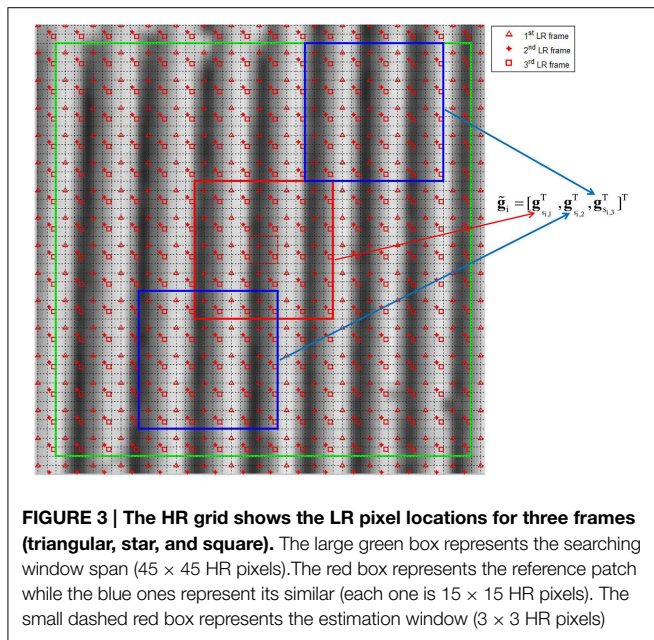 1st LR frame
2nd LR frame
3rd LR frame
g̃i = [gTsi,1 , gTsi,2 , gTsi,3 ]T
FIGURE 3 | The HR grid shows the LR pixel locations for three frames
(triangular, star, and square). The large green box represents the searching
window span (45 × 45 HR pixels).The red box represents the reference patch
while the blue ones represent its similar (each one is 15 × 15 HR pixels). The
small dashed red box represents the estimation window (3 × 3 HR pixels)